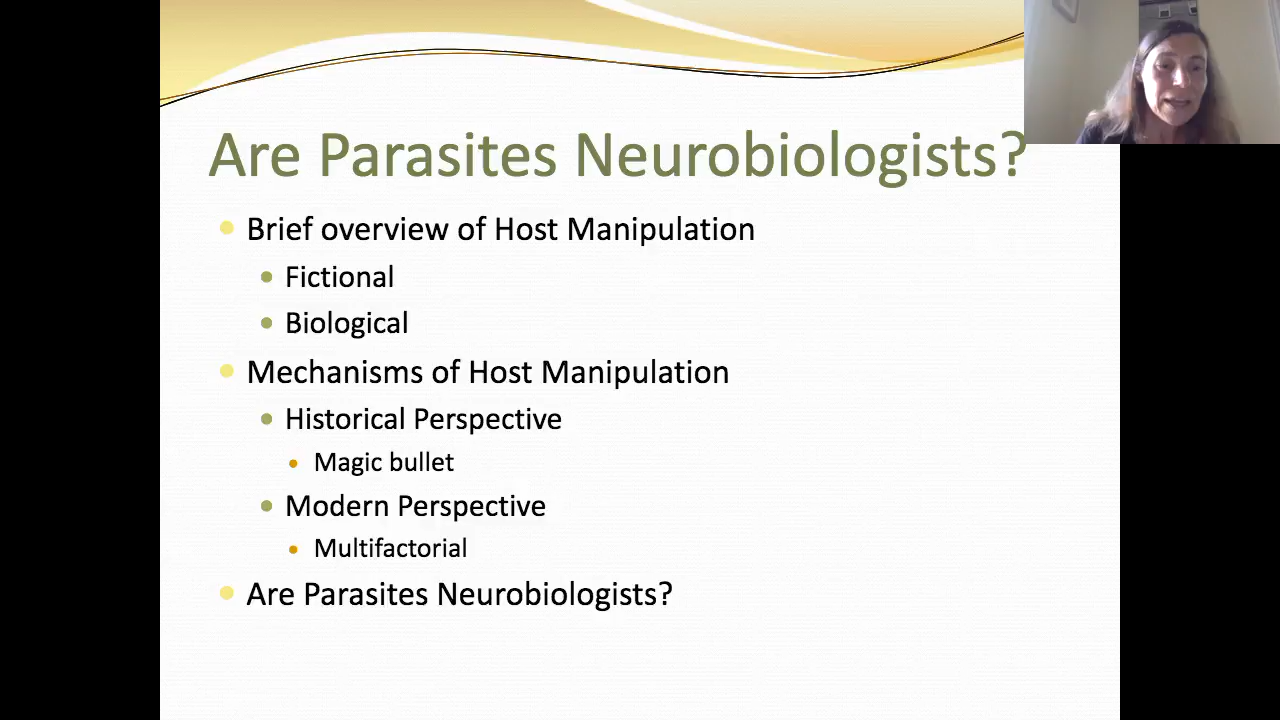 Are Parasites Neurobiologists?
Brief overview of Host Manipulation
Fictional
Biological
Mechanisms of Host Manipulation
Historical Perspective
Magic bullet
Modern Perspective
Multifactorial
Are Parasites Neurobiologists?